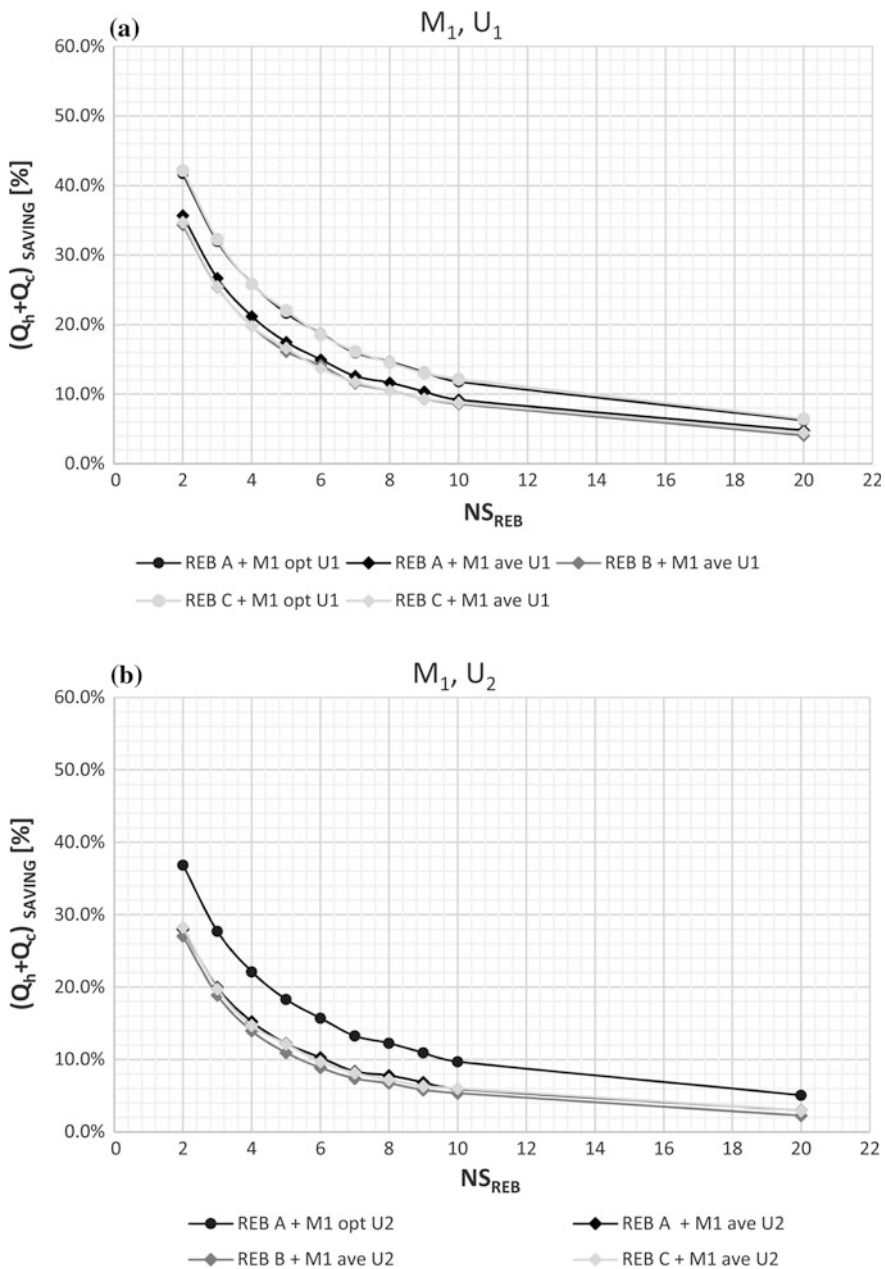 (a) M₁, U₁
60.0%
50.0%
40.0%
30.0%
20.0%
10.0%
0.0%
(Qₕ+Q_c) SAVING [%]
0 2 4 6 8 10 12 14 16 18 20 22
NS_REB
REB A + M1 opt U1 REB A + M1 ave U1 REB B + M1 ave U1
REB C + M1 opt U1 REB C + M1 ave U1
(b) M₁, U₂
60.0%
50.0%
40.0%
30.0%
20.0%
10.0%
0.0%
(Qₕ+Q_c) SAVING [%]
0 2 4 6 8 10 12 14 16 18 20 22
NS_REB
REB A + M1 opt U2 REB A + M1 ave U2
REB B + M1 ave U2 REB C + M1 ave U2